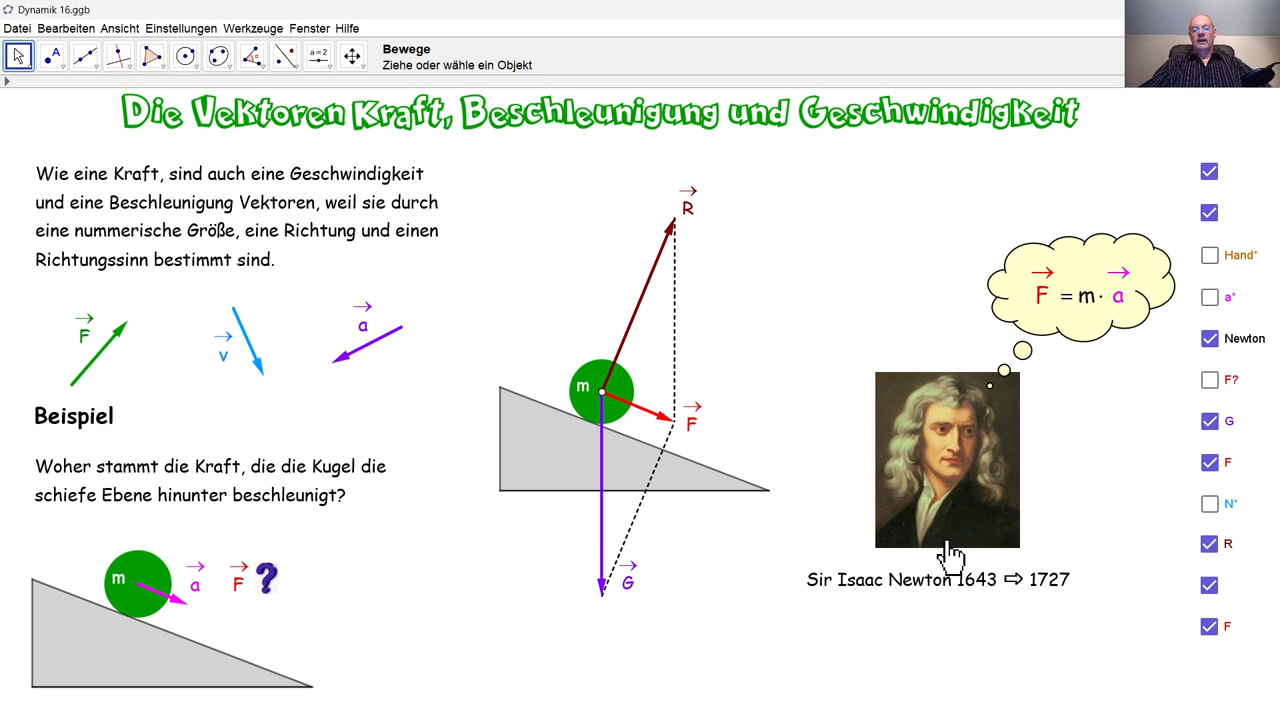 Dynamik 16.ggb
Datei Bearbeiten Ansicht Einstellungen Werkzeuge Fenster Hilfe
A
a=2
Bewege
Ziehe oder wähle ein Objekt
Die Vektoren Kraft, Beschleunigung und Geschwindigkeit
Wie eine Kraft, sind auch eine Geschwindigkeit
und eine Beschleunigung Vektoren, weil sie durch
eine nummerische Größe, eine Richtung und einen
Richtungssinn bestimmt sind.
F
v
a
Beispiel
Woher stammt die Kraft, die die Kugel die
schiefe Ebene hinunter beschleunigt?
m
a
F
?
R
m
F
G
F = m · a
Sir Isaac Newton 1643 ⇨ 1727
Hand*
a*
Newton
F?
G
F
N*
R
F